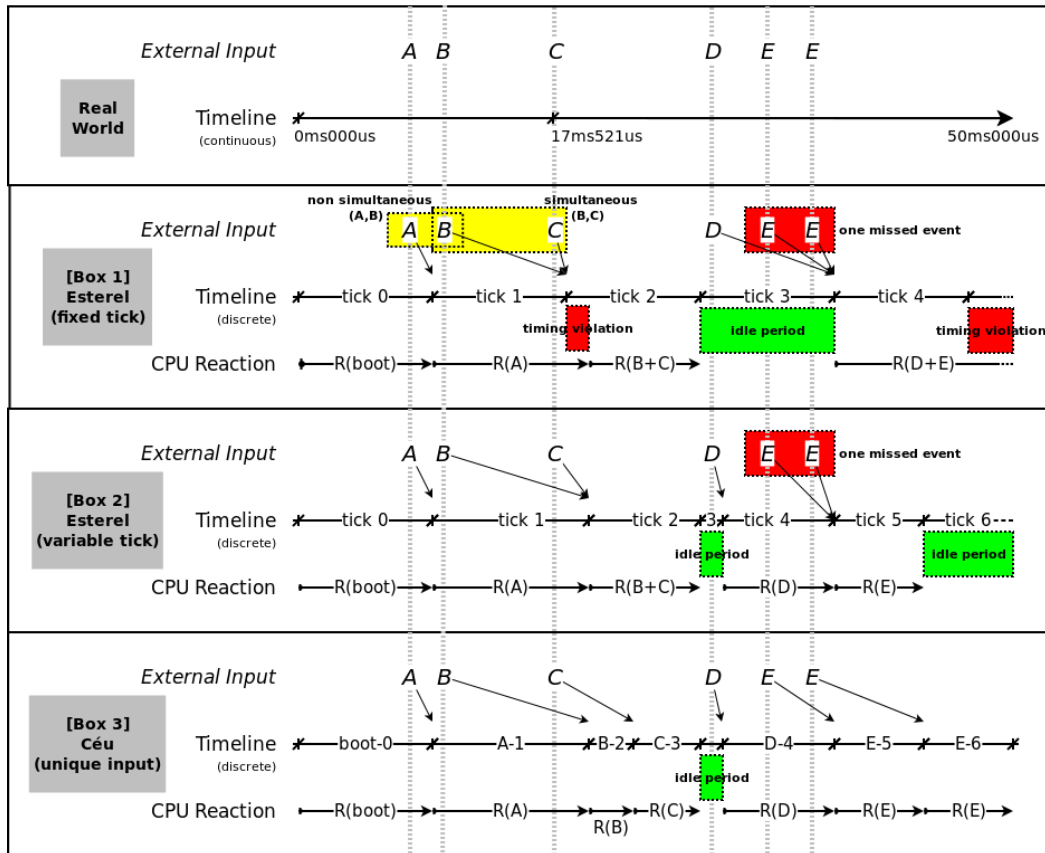 External Input A B C D E E
Real
World
Timeline
(continuous)
0ms000us 17ms521us 50ms000us
non simultaneous
(A,B)
simultaneous
(B,C)
External Input A B C D E E one missed event
[Box 1]
Esterel
(fixed tick)
Timeline tick 0 tick 1 tick 2 tick 3 tick 4
(discrete)
timing violation idle period timing violation
CPU Reaction R(boot) R(A) R(B+C) R(D+E)
External Input A B C D E E one missed event
[Box 2]
Esterel
(variable tick)
Timeline tick 0 tick 1 tick 2 3 tick 4 tick 5 tick 6
(discrete)
idle period idle period
CPU Reaction R(boot) R(A) R(B+C) R(D) R(E)
External Input A B C D E E
[Box 3]
Céu
(unique input)
Timeline boot-0 A-1 B-2 C-3 D-4 E-5 E-6
(discrete)
idle period
CPU Reaction R(boot) R(A) R(B) R(C) R(D) R(E) R(E)